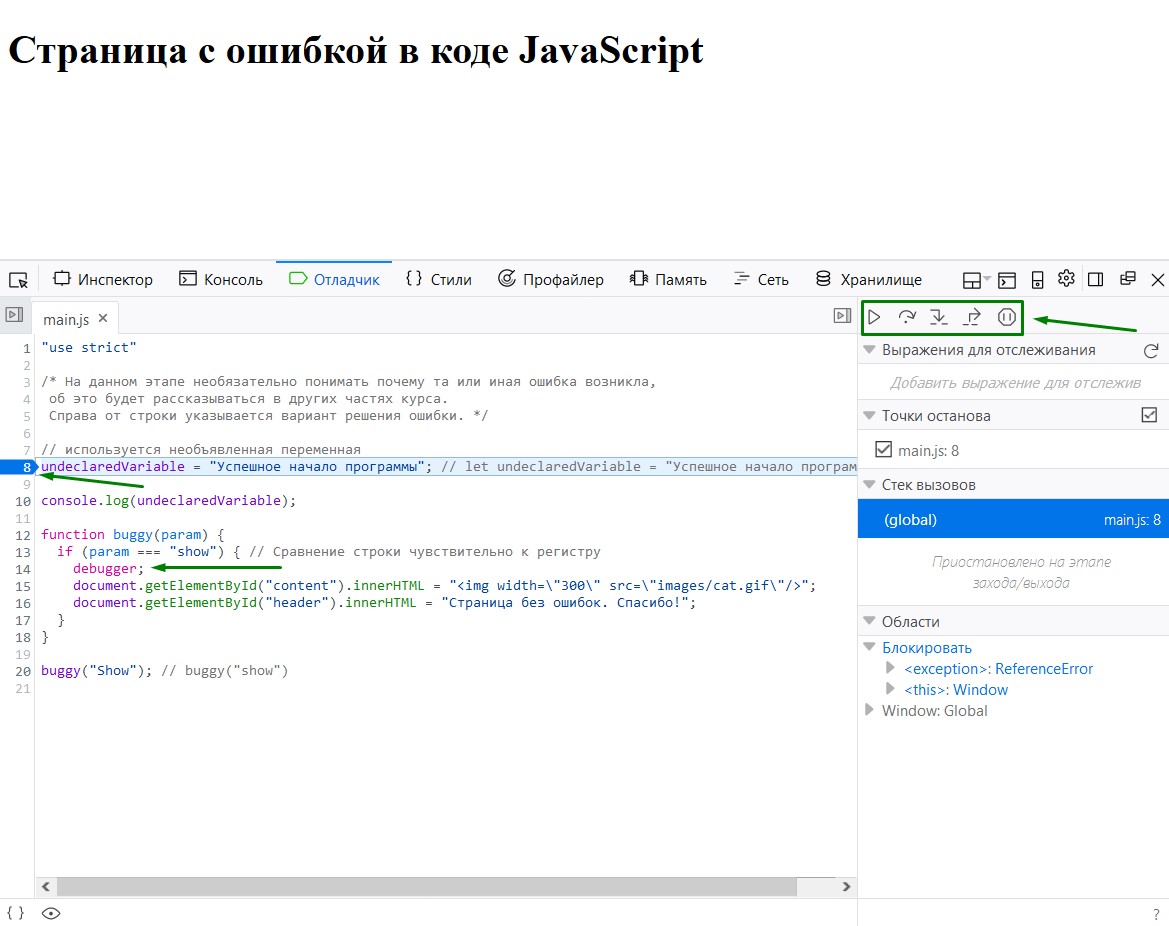 Страница с ошибкой в коде JavaScript
Инспектор Консоль Отладчик {} Стили Профайлер Память Сеть Хранилище
main.js
1 "use strict"
2
3 /* На данном этапе необязательно понимать почему та или иная ошибка возникла,
4 об это будет рассказываться в других частях курса.
5 Справа от строки указывается вариант решения ошибки. */
6
7 // используется необъявленная переменная
8 undeclaredVariable = "Успешное начало программы"; // let undeclaredVariable = "Успешное начало програм
9
10 console.log(undeclaredVariable);
11
12 function buggy(param) {
13 if (param === "show") { // Сравнение строки чувствительно к регистру
14 debugger;
15 document.getElementById("content").innerHTML = "<img width=\"300\" src=\"images/cat.gif\"/>";
16 document.getElementById("header").innerHTML = "Страница без ошибок. Спасибо!";
17 }
18 }
19
20 buggy("Show"); // buggy("show")
21
{ }
Выражения для отслеживания
Добавить выражение для отслежив
Точки останова
main.js: 8
Стек вызовов
(global) main.js: 8
Приостановлено на этапе
захода/выхода
Области
Блокировать
<exception>: ReferenceError
<this>: Window
Window: Global
?